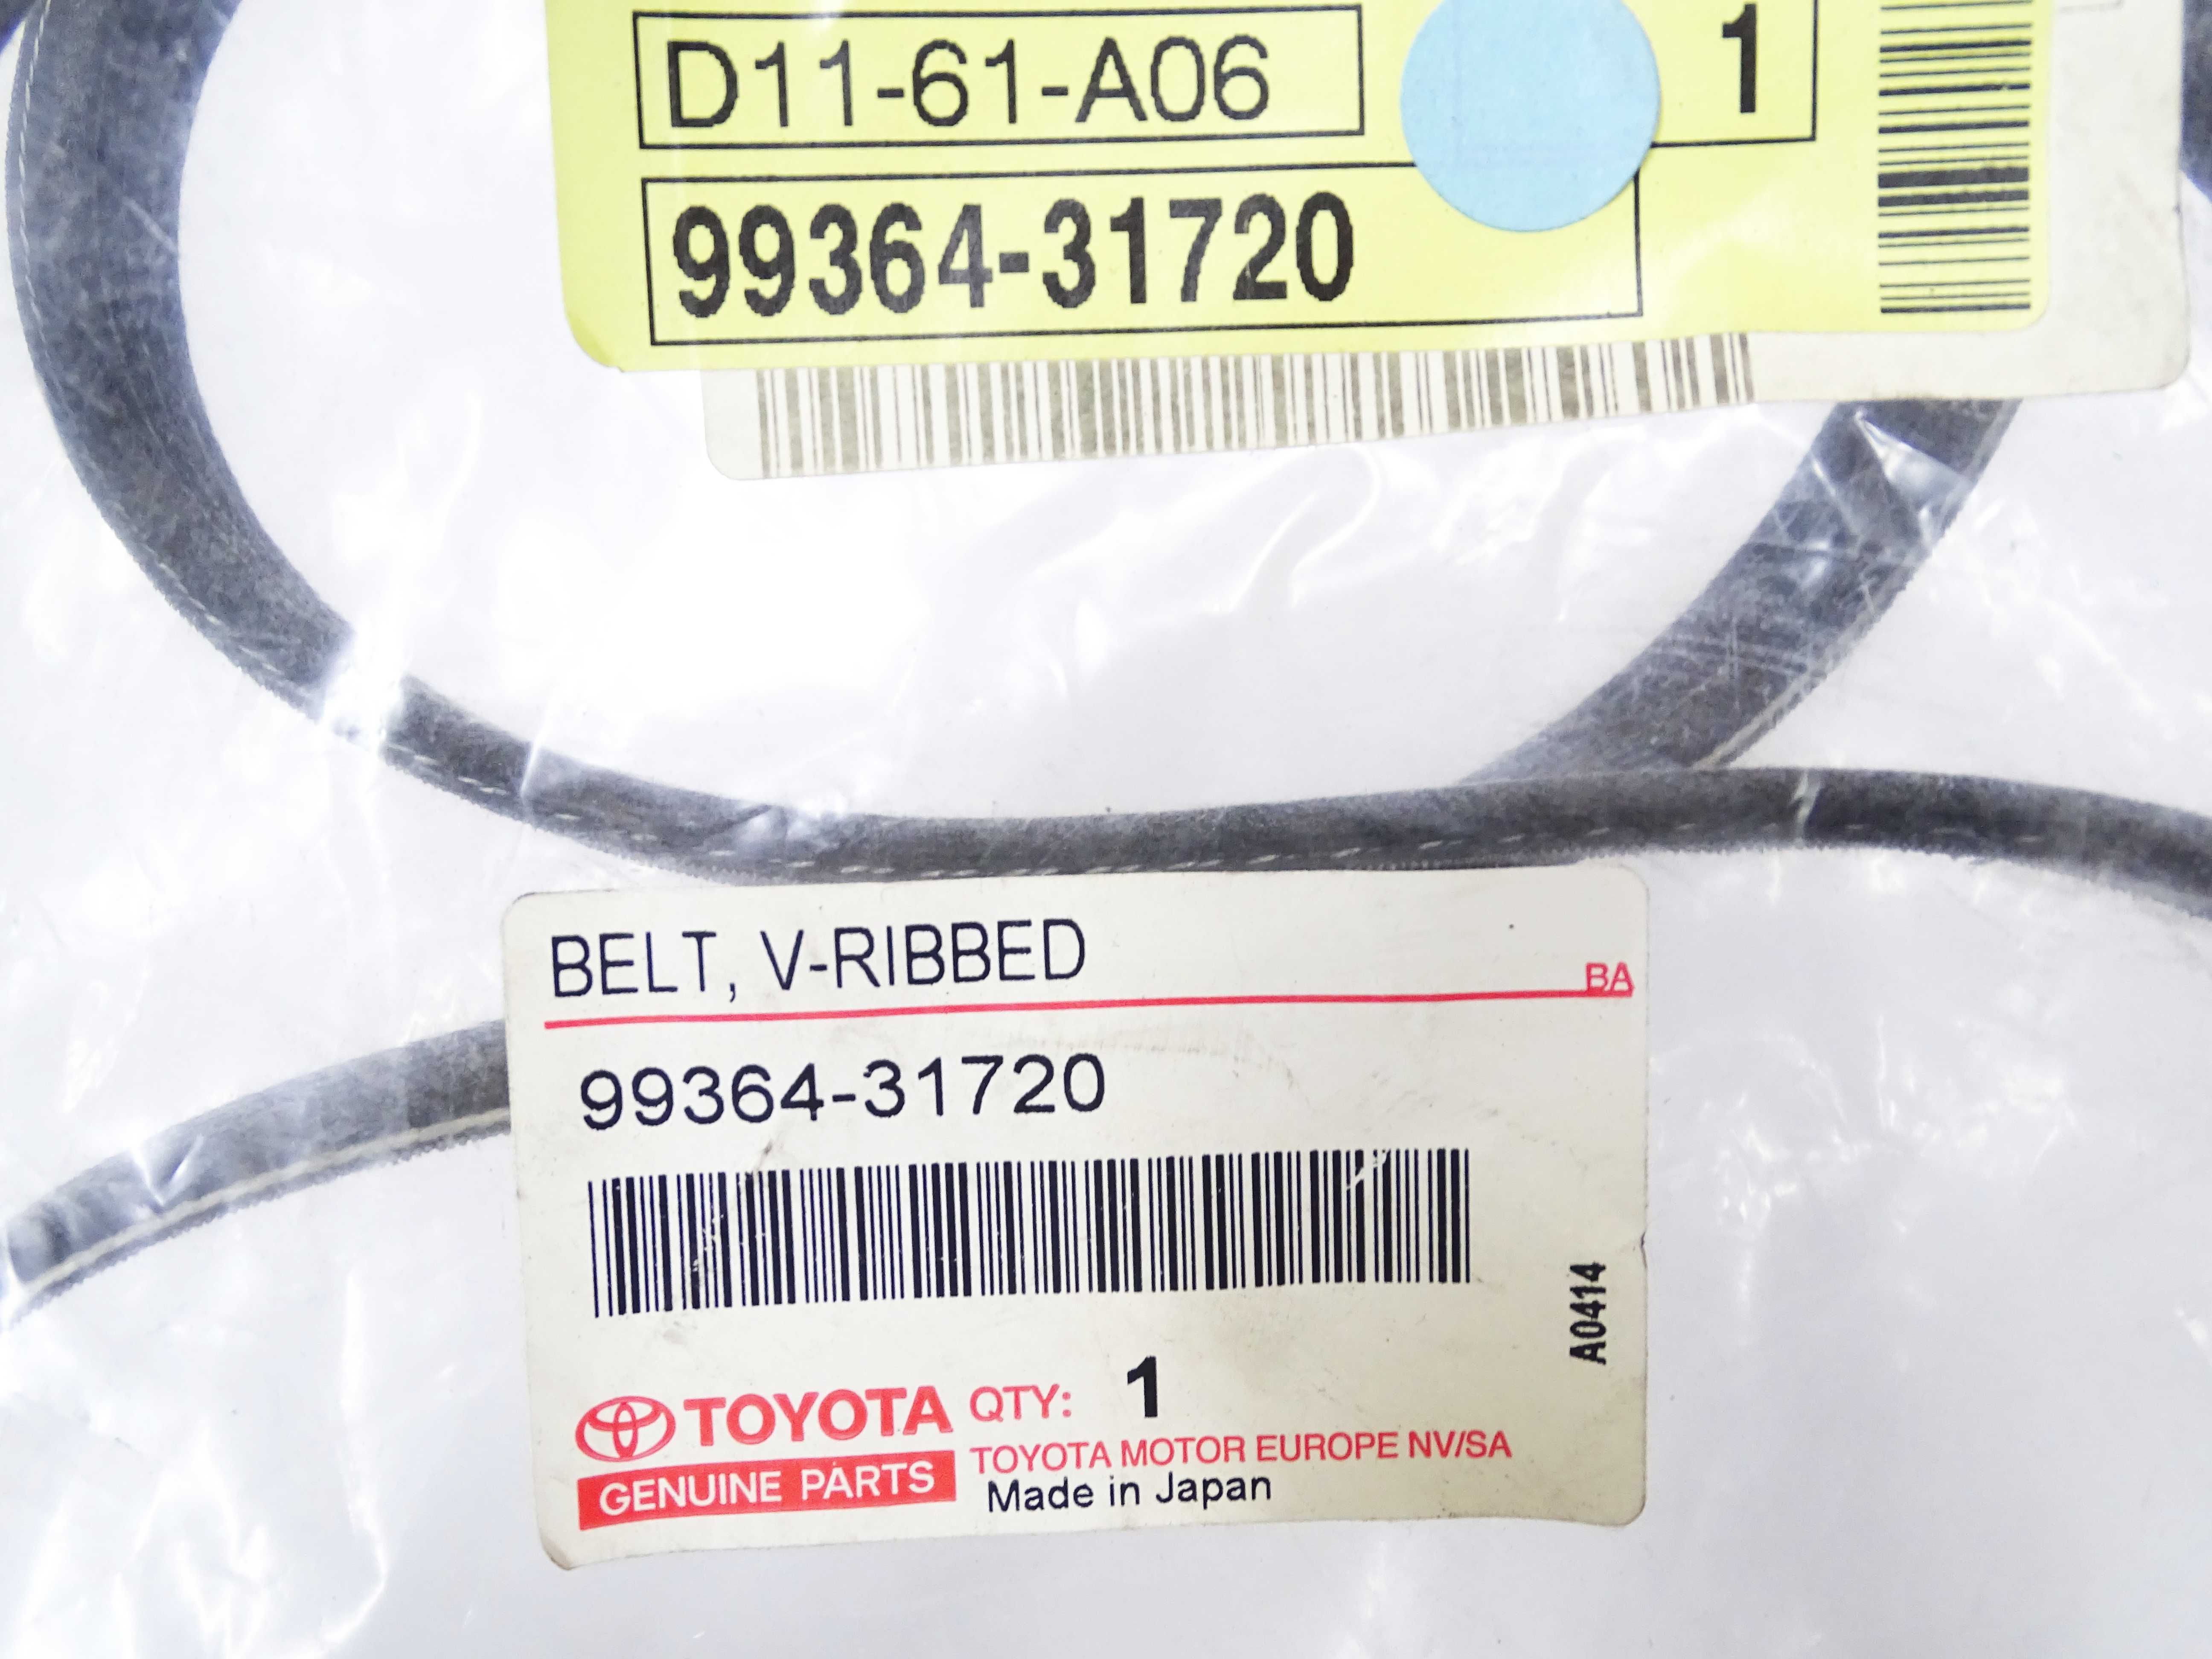 D11-61-A06
1
99364-31720
BELT, V-RIBBED
BA
99364-31720
A0414
TOYOTA QTY: 1
GENUINE PARTS
TOYOTA MOTOR EUROPE NV/SA
Made in Japan